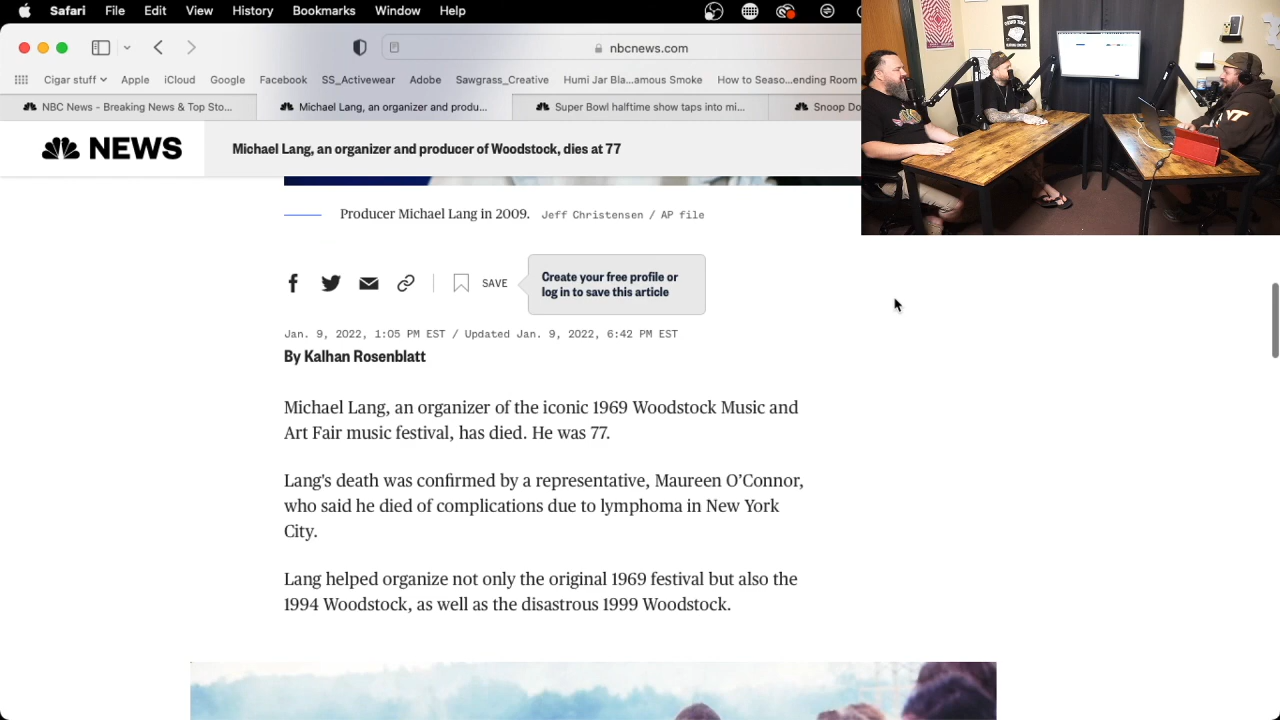 File Edit View History Bookmarks Window Help
nbcnews.com
Cigar stuff Apple iCloud Google Facebook SS_Activewear Adobe Sawgrass_Creative Humi Jar Bla...amous Smoke How to Seaso...ending Room
NBC News - Breaking News & Top Sto...
Michael Lang, an organizer and produ...
Super Bowl halftime show taps into mi...
Snoop Do
NEWS
Michael Lang, an organizer and producer of Woodstock, dies at 77
Producer Michael Lang in 2009. Jeff Christensen / AP file
SAVE
Create your free profile or
log in to save this article
Jan. 9, 2022, 1:05 PM EST / Updated Jan. 9, 2022, 6:42 PM EST
By Kalhan Rosenblatt
Michael Lang, an organizer of the iconic 1969 Woodstock Music and
Art Fair music festival, has died. He was 77.
Lang's death was confirmed by a representative, Maureen O'Connor,
who said he died of complications due to lymphoma in New York
City.
Lang helped organize not only the original 1969 festival but also the
1994 Woodstock, as well as the disastrous 1999 Woodstock.